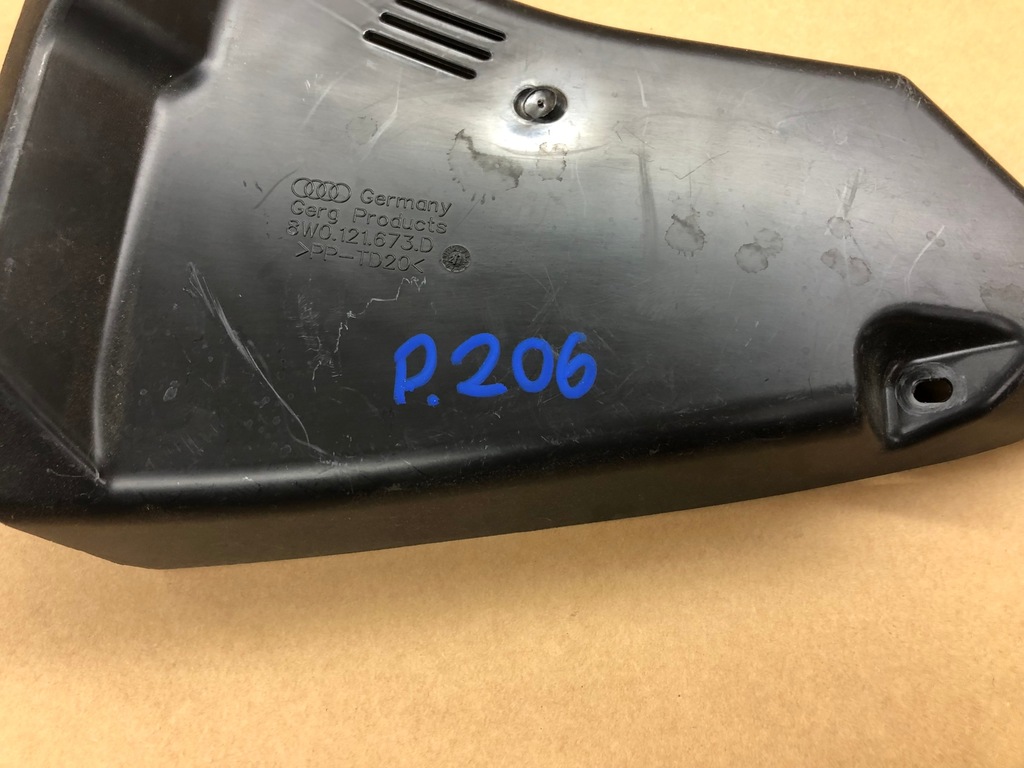 Germany
Gerg Products
8W0.121.673.D
>PP-TD20<
P.206